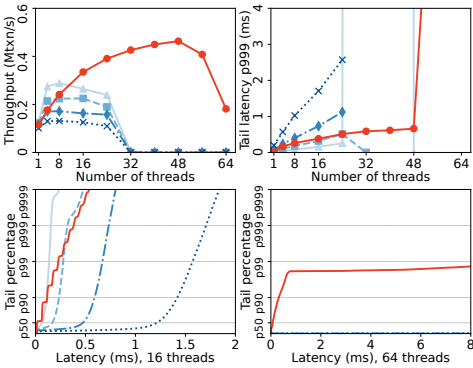 Throughput (Mtxn/s)
0.6
0.4
0.2
0
1 8 16 32 48 64
Number of threads
Tail latency p999 (ms)
4
3
2
1
0
1 8 16 32 48 64
Number of threads
Tail percentage
p9999
p999
p99
p90
p50
0 0.5 1 1.5 2
Latency (ms), 16 threads
Tail percentage
p9999
p999
p99
p90
p50
0 2 4 6 8
Latency (ms), 64 threads